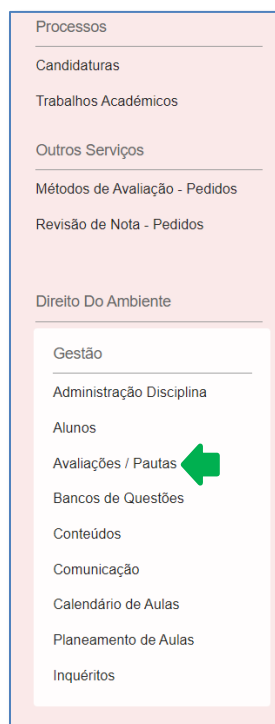 Processos
Candidaturas
Trabalhos Académicos
Outros Serviços
Métodos de Avaliação - Pedidos
Revisão de Nota - Pedidos
Direito Do Ambiente
Gestão
Administração Disciplina
Alunos
Avaliações / Pautas
Bancos de Questões
Conteúdos
Comunicação
Calendário de Aulas
Planeamento de Aulas
Inquéritos